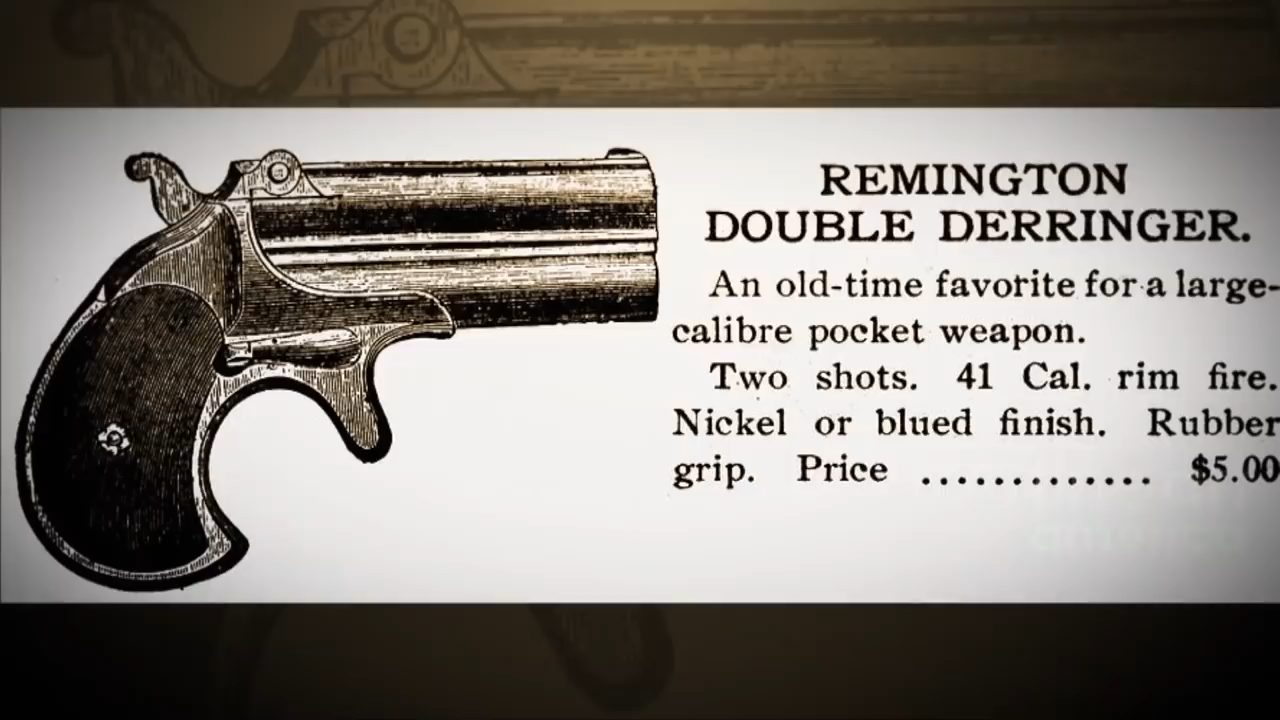 REMINGTON
DOUBLE DERRINGER.
An old-time favorite for a large-
calibre pocket weapon.
Two shots. 41 Cal. rim fire.
Nickel or blued finish. Rubber
grip. Price ............. $5.00